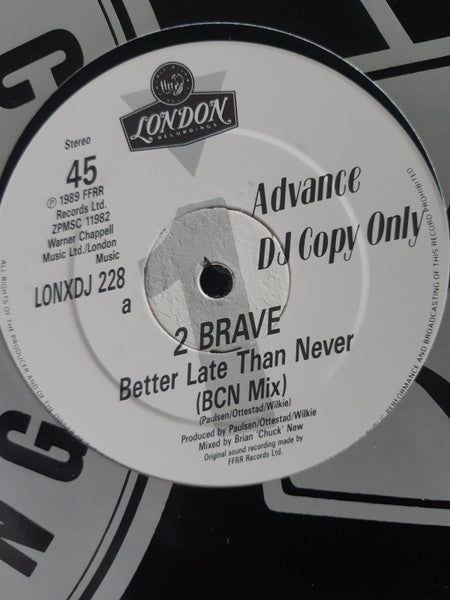 ffrr
LONDON
RECORDINGS
Stereo
45
℗ 1989 FFRR
Records Ltd.
ZPMSC 11982
Warner Chappell
Music Ltd./London
Music
LONXDJ 228
a
Advance
DJ Copy Only
1
2 BRAVE
Better Late Than Never
(BCN Mix)
(Paulsen/Ottestad/Wilkie)
Produced by Paulsen/Ottestad/Wilkie
Mixed by Brian 'Chuck' New
Original sound recording made by
FFRR Records Ltd.
ALL RIGHTS OF THE PRODUCER AND OF THE
PERFORMANCE AND BROADCASTING OF THIS RECORD PROHIBITED